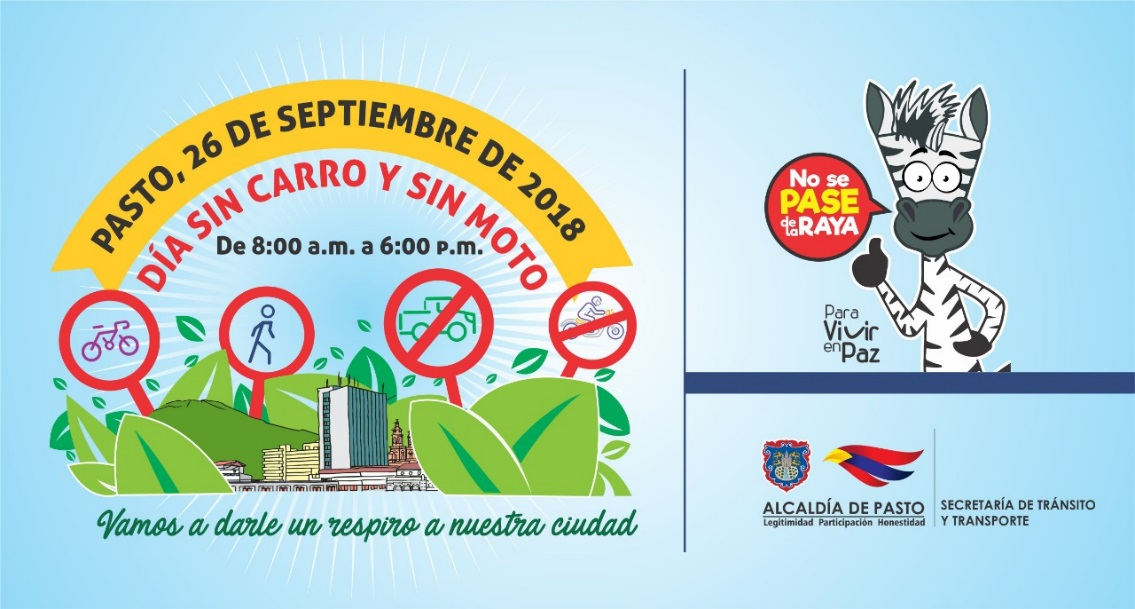 PASTO, 26 DE SEPTIEMBRE DE 2018
DÍA SIN CARRO Y SIN MOTO
De 8:00 a.m. a 6:00 P.M.
Vamos a darle un respiro a nuestra ciudad
No se
PASE
de la RAYA
Para
Vivir
en Paz
ALCALDÍA DE PASTO
Legitimidad Participación Honestidad
SECRETARÍA DE TRÁNSITO
Y TRANSPORTE